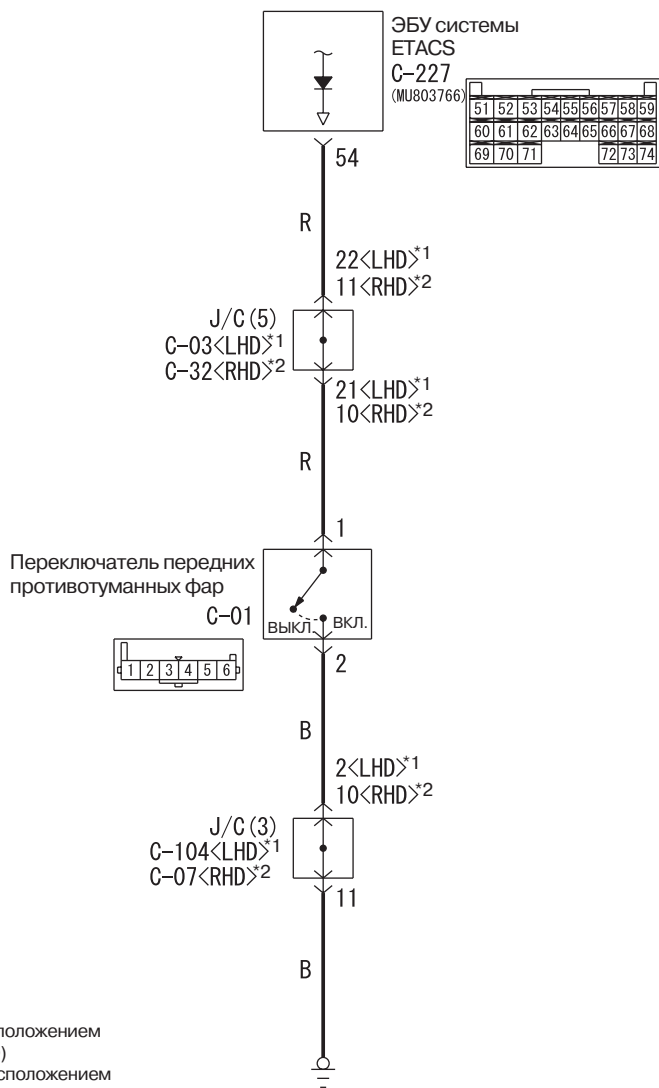 ЭБУ системы
ETACS
C-227
(MU803766)
51 52 53 54 55 56 57 58 59
60 61 62 63 64 65 66 67 68
69 70 71 72 73 74
54
R
22<LHD>*1
11<RHD>*2
J/C(5)
C-03<LHD>*1
C-32<RHD>*2
21<LHD>*1
10<RHD>*2
R
1
Переключатель передних
противотуманных фар
C-01
ВЫКЛ. ВКЛ.
1 2 3 4 5 6
2
B
2<LHD>*1
10<RHD>*2
J/C(3)
C-104<LHD>*1
C-07<RHD>*2
11
B
положением
)
сположением